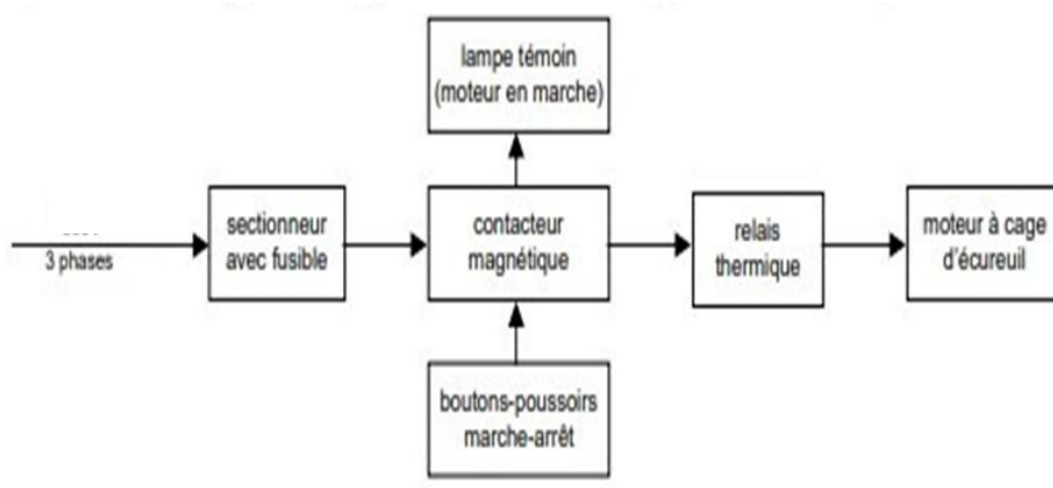 lampe témoin
(moteur en marche)
3 phases
sectionneur
avec fusible
contacteur
magnétique
relais
thermique
moteur à cage
d'écureuil
boutons-poussoirs
marche-arrêt